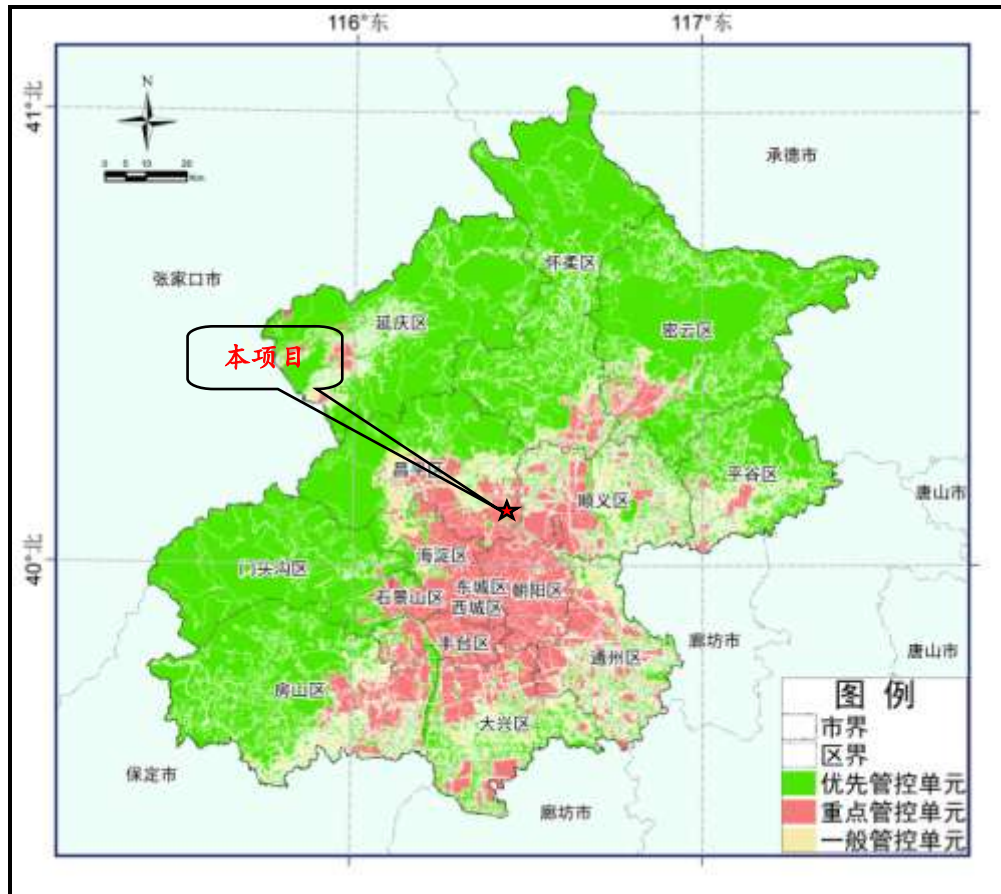 116°东
117°东
41°北
N
0 5 10 20
Km
承德市
怀柔区
张家口市
延庆区
密云区
本项目
昌平区
平谷区
顺义区
唐山市
海淀区
40°北
门头沟区
东城区
朝阳区
石景山区
西城区
丰台区
廊坊市
通州区
唐山市
房山区
图 例
大兴区
市界
区界
保定市
优先管控单元
廊坊市
重点管控单元
一般管控单元